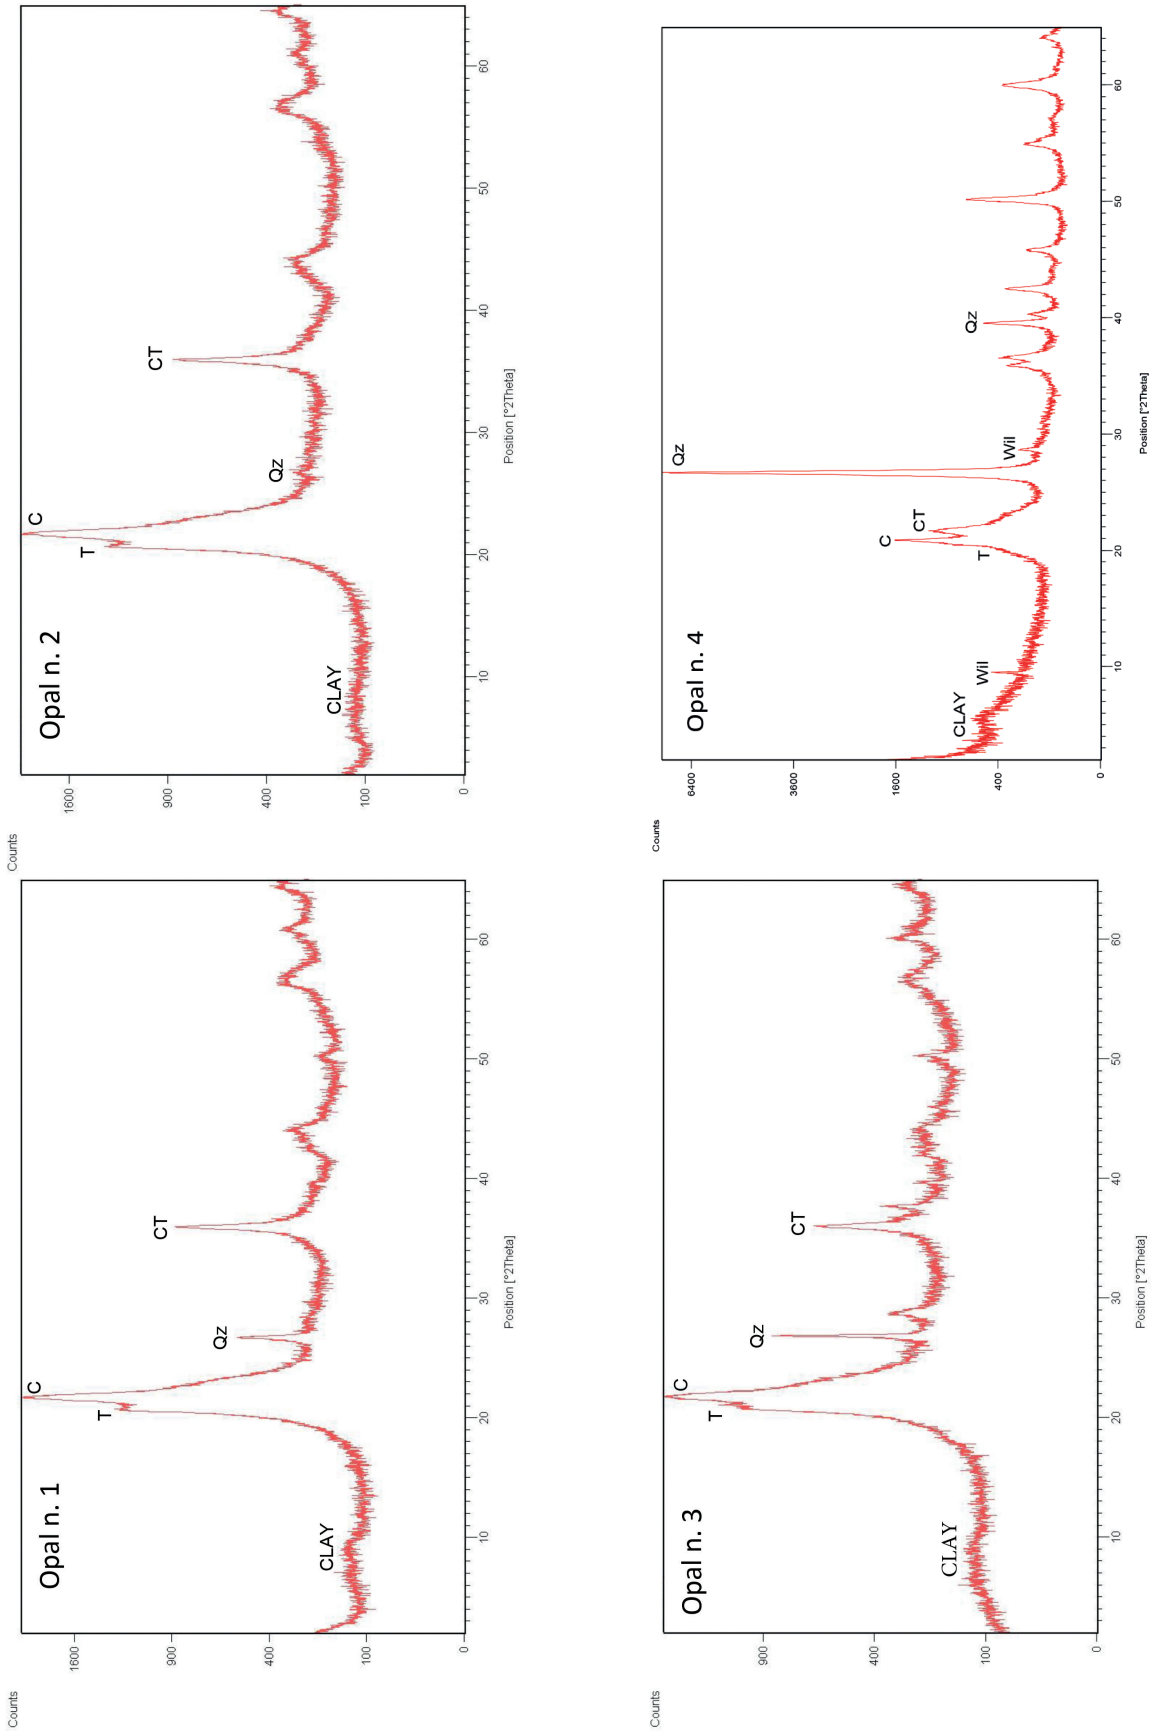 Counts
Opal n. 1
1600
900
400
100
0
CLAY
T
C
Qz
CT
10
20
30
40
50
60
Position [°2Theta]
Counts
Opal n. 2
1600
900
400
100
0
CLAY
T
C
Qz
CT
10
20
30
40
50
60
Position [°2Theta]
Counts
Opal n. 3
900
400
100
0
CLAY
T
C
Qz
CT
10
20
30
40
50
60
Position [°2Theta]
Counts
Opal n. 4
6400
3600
1600
400
0
CLAY
Wil
T
C
CT
Qz
Wil
Qz
10
20
30
40
50
60
Position [°2Theta]